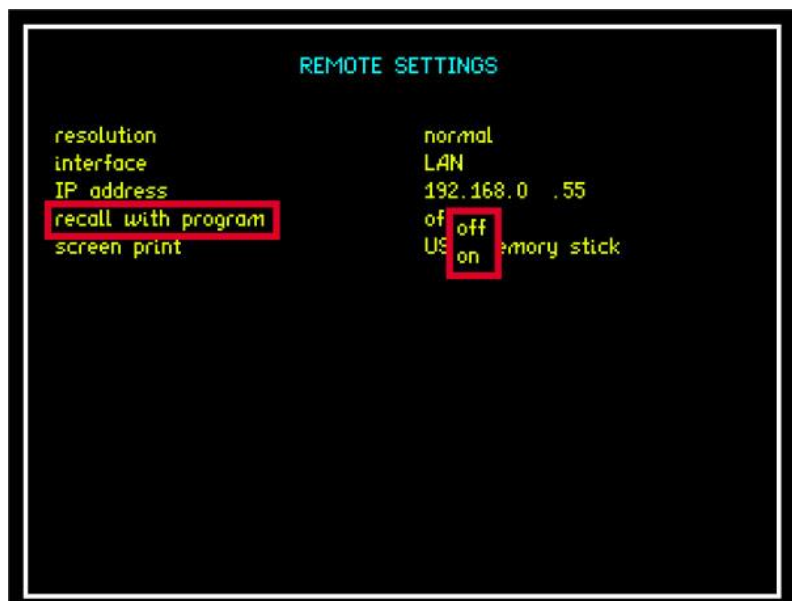 REMOTE SETTINGS
resolution normal
interface LAN
IP address 192.168.0 .55
recall with program of
off
screen print US emory stick
on